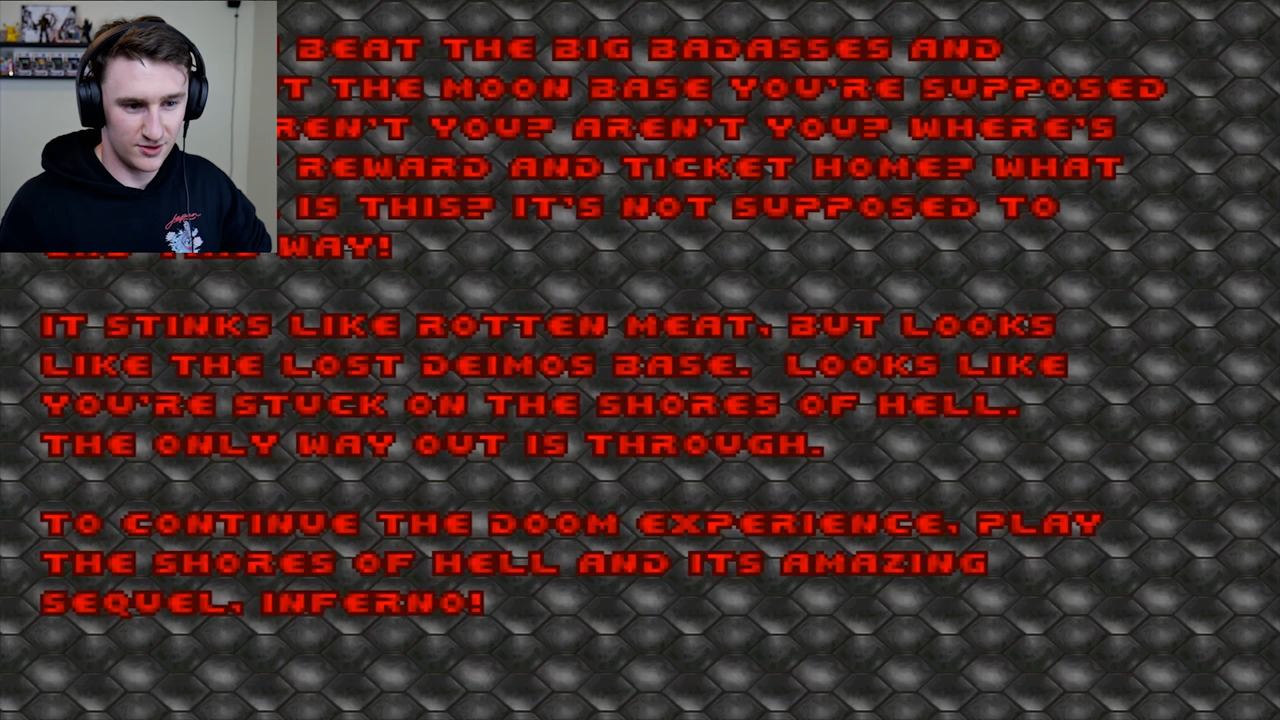 BEAT THE BIG BADASSES AND
T THE MOON BASE YOU'RE SUPPOSED
REN'T YOU? AREN'T YOU? WHERE'S
REWARD AND TICKET HOME? WHAT
IS THIS? IT'S NOT SUPPOSED TO
WAY!
IT STINKS LIKE ROTTEN MEAT, BUT LOOKS
LIKE THE LOST DEIMOS BASE. LOOKS LIKE
YOU'RE STUCK ON THE SHORES OF HELL.
THE ONLY WAY OUT IS THROUGH.
TO CONTINUE THE DOOM EXPERIENCE, PLAY
THE SHORES OF HELL AND ITS AMAZING
SEQUEL, INFERNO!